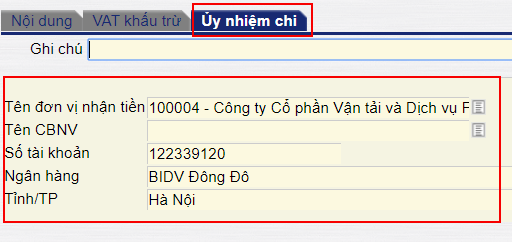 Nội dung VAT khấu trừ Ủy nhiệm chi
Ghi chú
Tên đơn vị nhận tiền 100004 - Công ty Cổ phần Vận tải và Dịch vụ
Tên CBNV
Số tài khoản 122339120
Ngân hàng BIDV Đông Đô
Tỉnh/TP Hà Nội